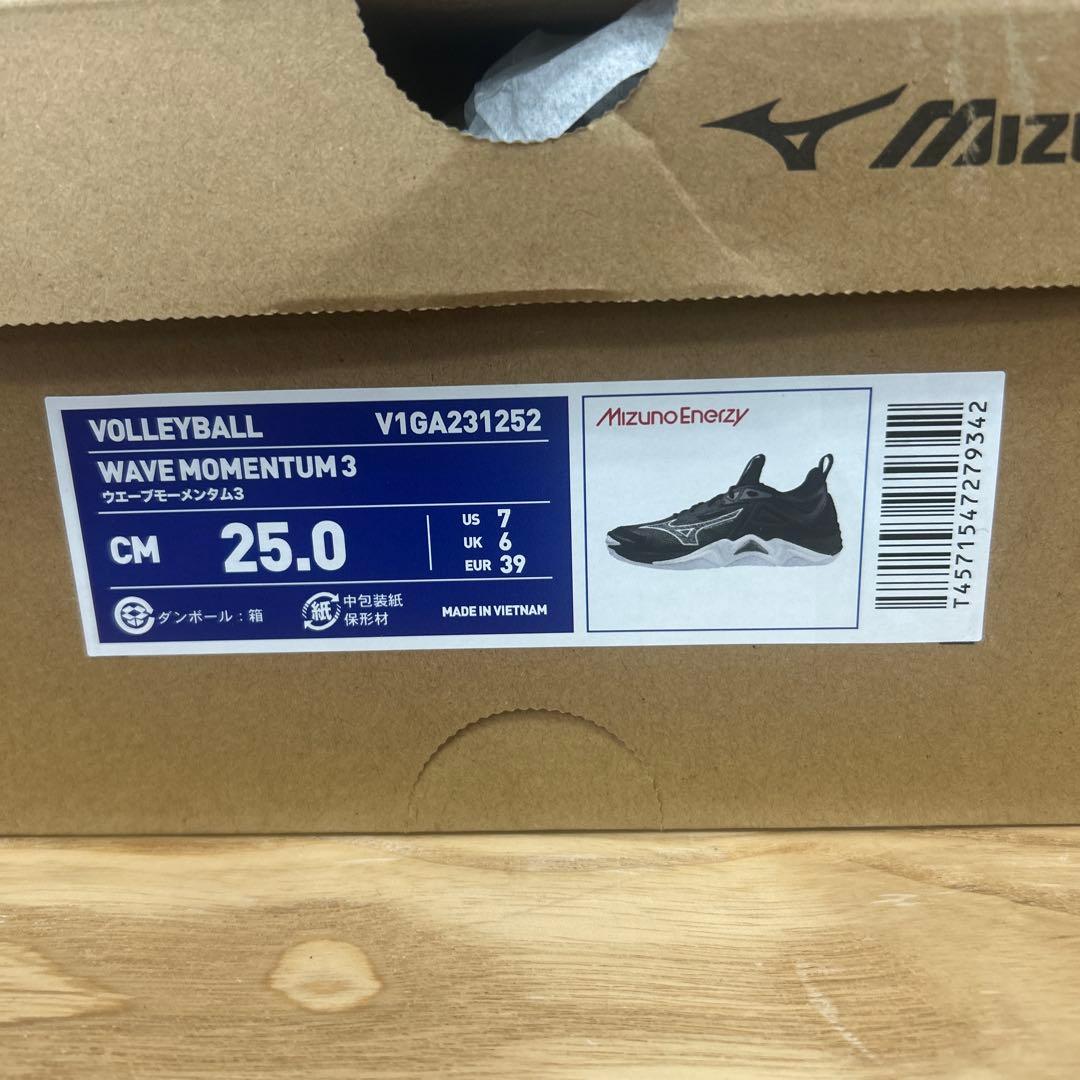 MIZU
VOLLEYBALL V1GA231252
WAVE MOMENTUM 3
ウエーブモーメンタム3
CM 25.0
US 7
UK 6
EUR 39
ダンボール：箱
紙
中包装紙
保形材
MADE IN VIETNAM
Mizuno Enerzy
T4571547279342